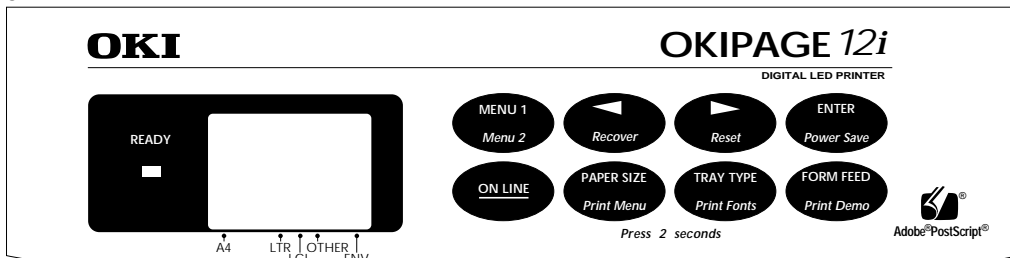 OKI
OKIPAGE 12i
DIGITAL LED PRINTER
READY
MENU 1
Menu 2
Recover
Reset
ENTER
Power Save
ON LINE
PAPER SIZE
Print Menu
TRAY TYPE
Print Fonts
FORM FEED
Print Demo
Press 2 seconds
A4 LTR LGL OTHER ENV
Adobe®PostScript®